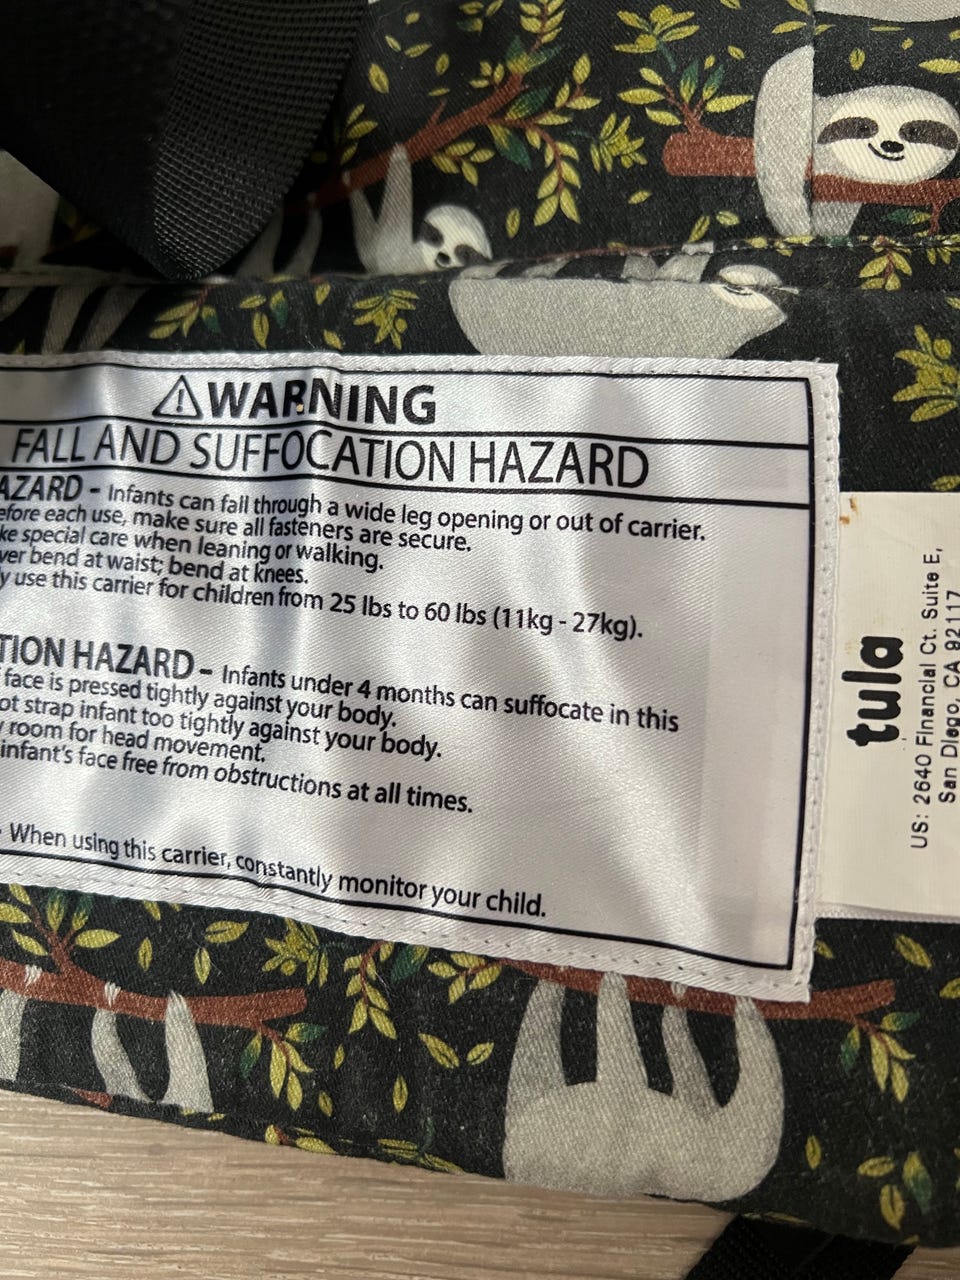 WARNING
FALL AND SUFFOCATION HAZARD
AZARD - Infants can fall through a wide leg opening or out of carrier.
efore each use, make sure all fasteners are secure.
ke special care when leaning or walking.
ver bend at waist; bend at knees.
y use this carrier for children from 25 lbs to 60 lbs (11kg - 27kg).
TION HAZARD - Infants under 4 months can suffocate in this
face is pressed tightly against your body.
ot strap infant too tightly against your body.
room for head movement.
infant's face free from obstructions at all times.
When using this carrier, constantly monitor your child.
tula
US: 2640 Financial Ct. Suite E,
San Diego, CA 92117